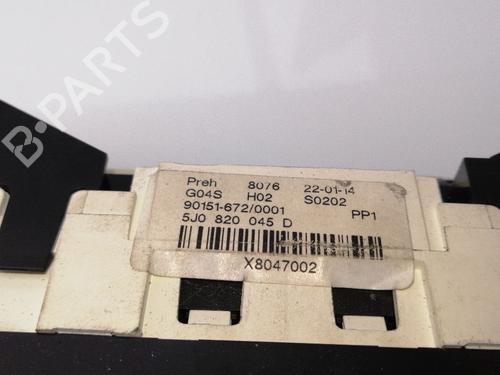 Preh 8076 22-01-14
G04S H02 S0202
90151-672/0001 PP1
5J0 820 045 D
X8047002
B-PARTS